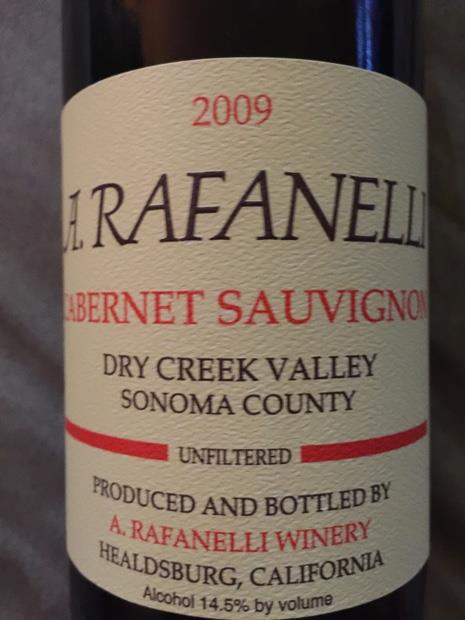 2009
A. RAFANELLI
CABERNET SAUVIGNON
DRY CREEK VALLEY
SONOMA COUNTY
UNFILTERED
PRODUCED AND BOTTLED BY
A. RAFANELLI WINERY
HEALDSBURG, CALIFORNIA
Alcohol 14.5% by volume